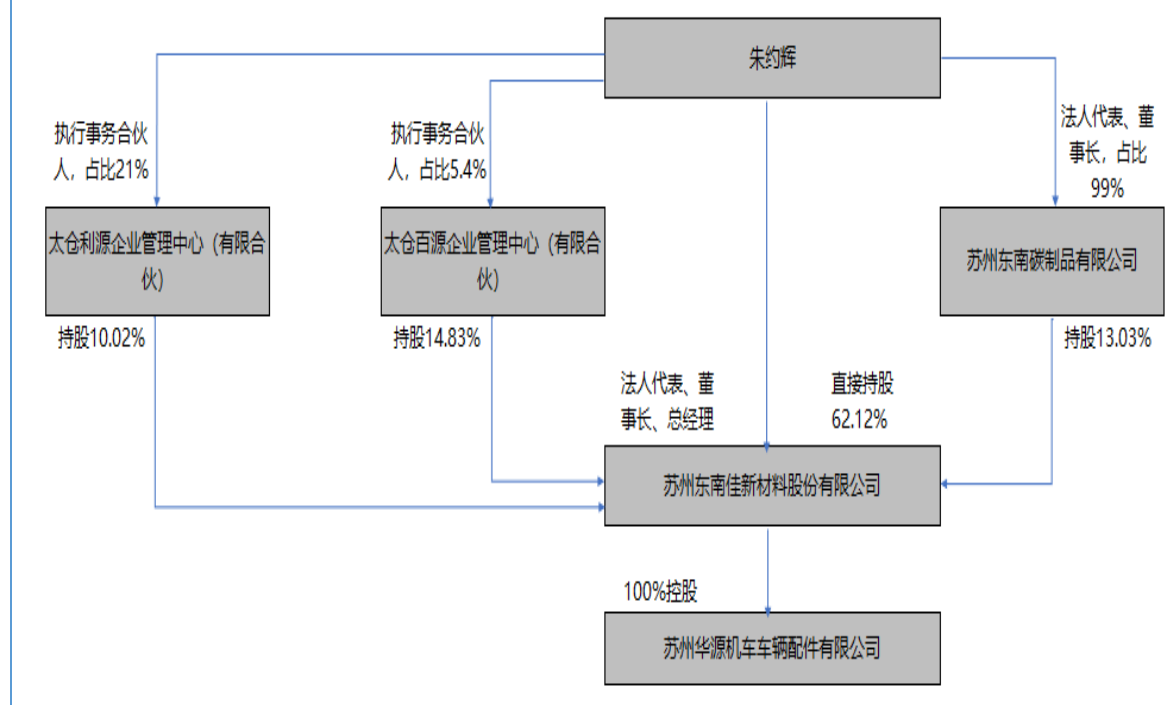 朱约辉
执行事务合伙
人，占比21%
执行事务合伙
人，占比5.4%
法人代表、董
事长，占比
99%
太仓利源企业管理中心（有限合
伙）
太仓百源企业管理中心（有限合
伙）
苏州东南碳制品有限公司
持股10.02%
持股14.83%
持股13.03%
法人代表、董
事长、总经理
直接持股
62.12%
苏州东南佳新材料股份有限公司
100%控股
苏州华源机车车辆配件有限公司